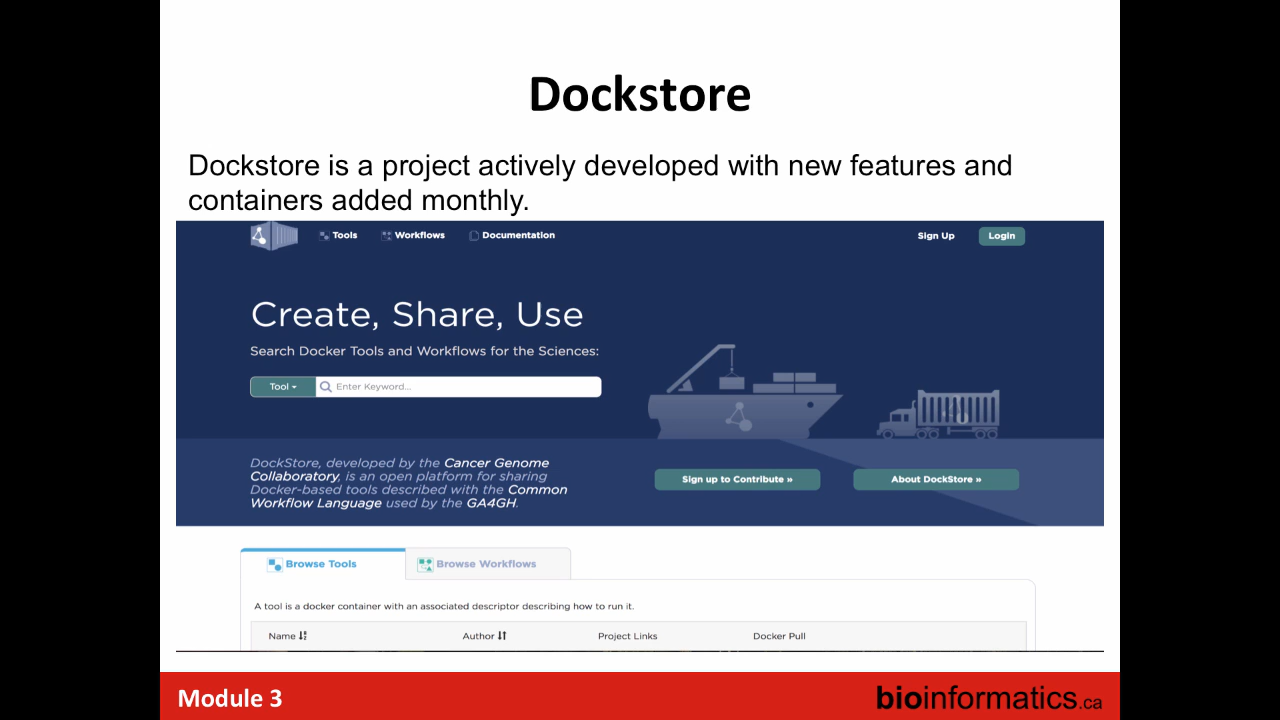 Dockstore
Dockstore is a project actively developed with new features and
containers added monthly.
Tools Workflows Documentation Sign Up Login
Create, Share, Use
Search Docker Tools and Workflows for the Sciences:
Tool Enter Keyword...
DockStore, developed by the Cancer Genome
Collaboratory, is an open platform for sharing
Docker-based tools described with the Common
Workflow Language used by the GA4GH.
Sign up to Contribute » About DockStore »
Browse Tools Browse Workflows
A tool is a docker container with an associated descriptor describing how to run it.
Name Author Project Links Docker Pull
Module 3 bioinformatics.ca